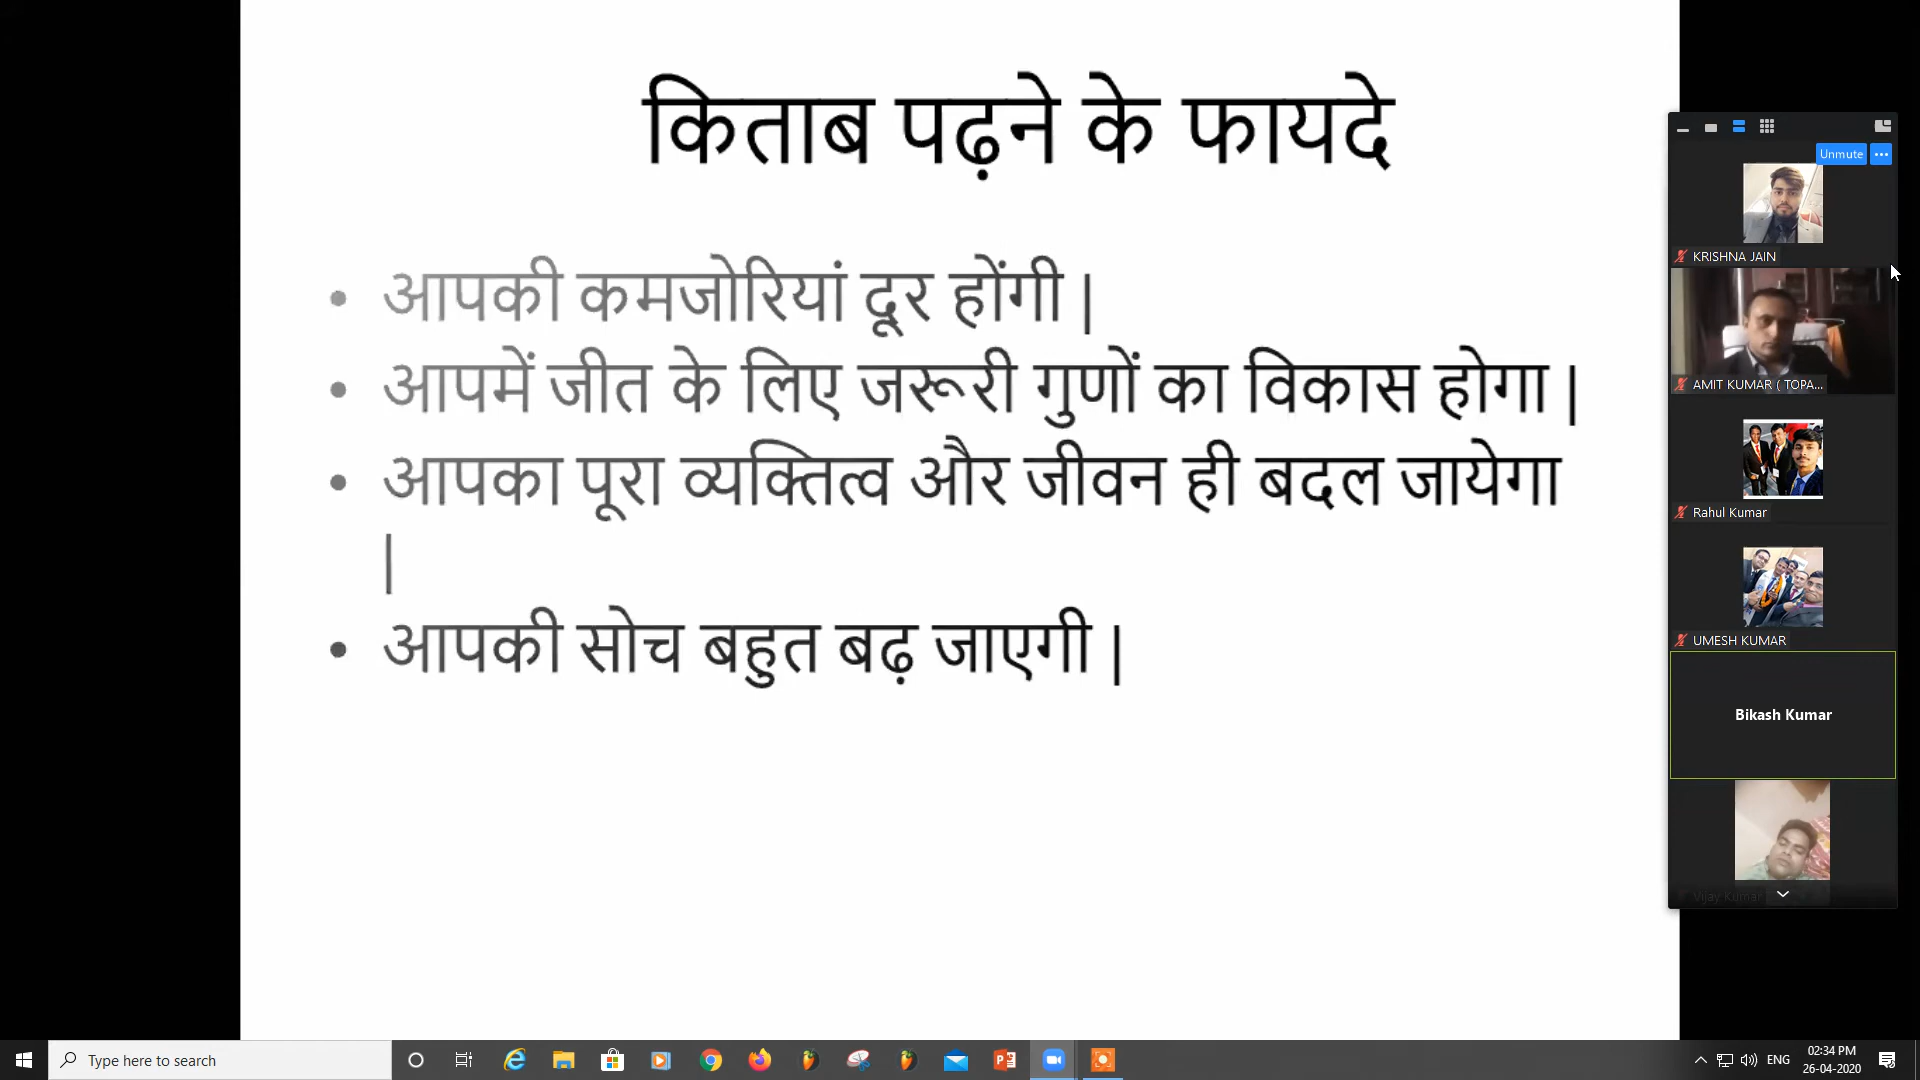 किताब पढ़ने के फायदे
• आपकी कमजोरियां दूर होंगी |
• आपमें जीत के लिए जरूरी गुणों का विकास होगा |
• आपका पूरा व्यक्तित्व और जीवन ही बदल जायेगा
|
• आपकी सोच बहुत बढ़ जाएगी |
Unmute
KRISHNA JAIN
AMIT KUMAR ( TOPA...
Rahul Kumar
UMESH KUMAR
Bikash Kumar
Vijay Kumar
Type here to search
ENG
02:34 PM
26-04-2020